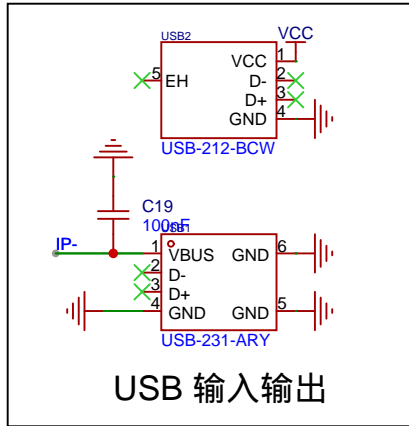 USB2
VCC
VCC 1
5 EH
D- 2
D+ 3
GND 4
USB-212-BCW
C19
100nF
USB1
IP-
1 VBUS GND 6
2 D-
3 D+
4 GND GND 5
USB-231-ARY
USB 输入输出